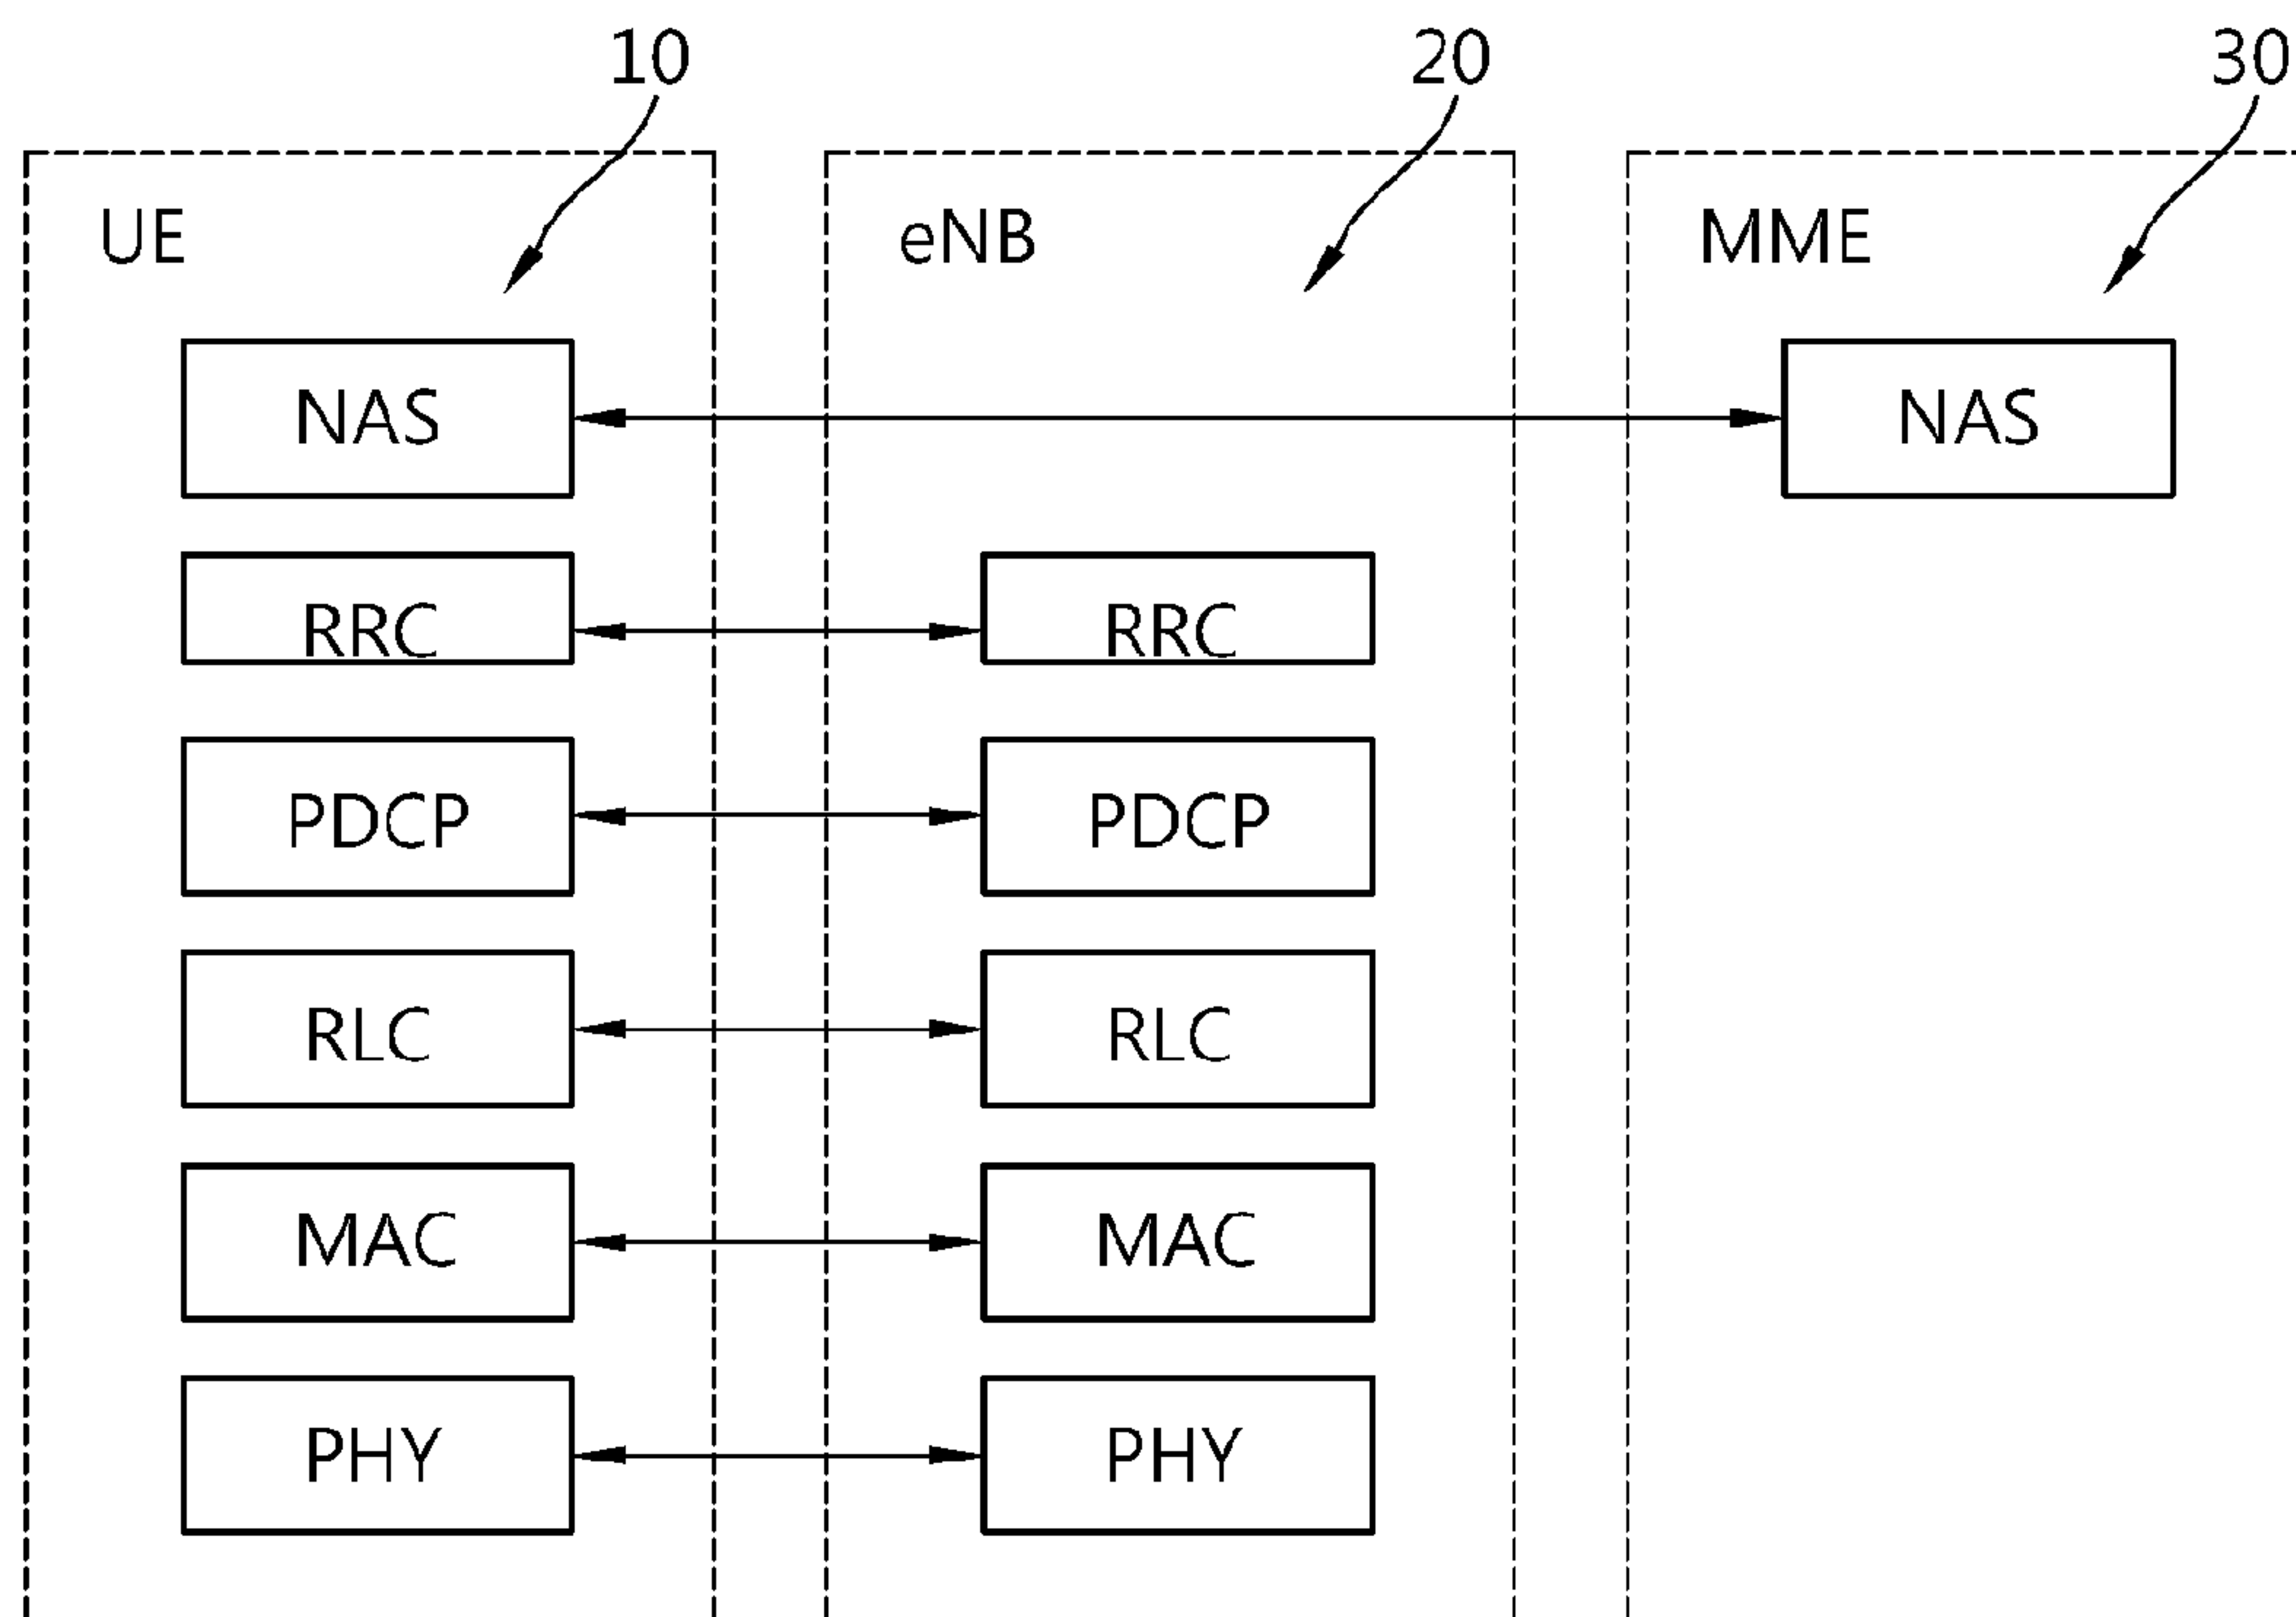 10 20 30
UE eNB MME
NAS NAS
RRC RRC
PDCP PDCP
RLC RLC
MAC MAC
PHY PHY